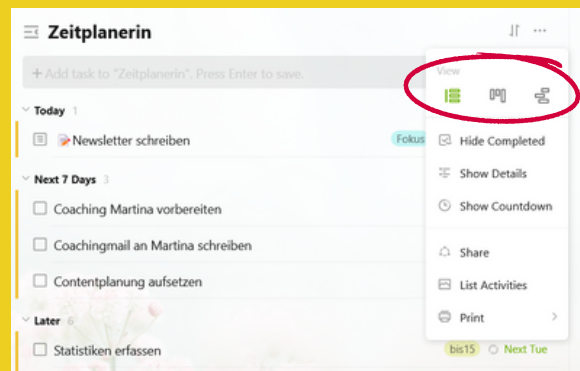 Zeitplanerin
+ Add task to "Zeitplanerin". Press Enter to save.
View
Today 1
Newsletter schreiben
Fokus
Hide Completed
Next 7 Days 3
Show Details
Coaching Martina vorbereiten
Show Countdown
Coachingmail an Martina schreiben
Share
Contentplanung aufsetzen
List Activities
Later 6
Print
Statistiken erfassen
bis15
Next Tue